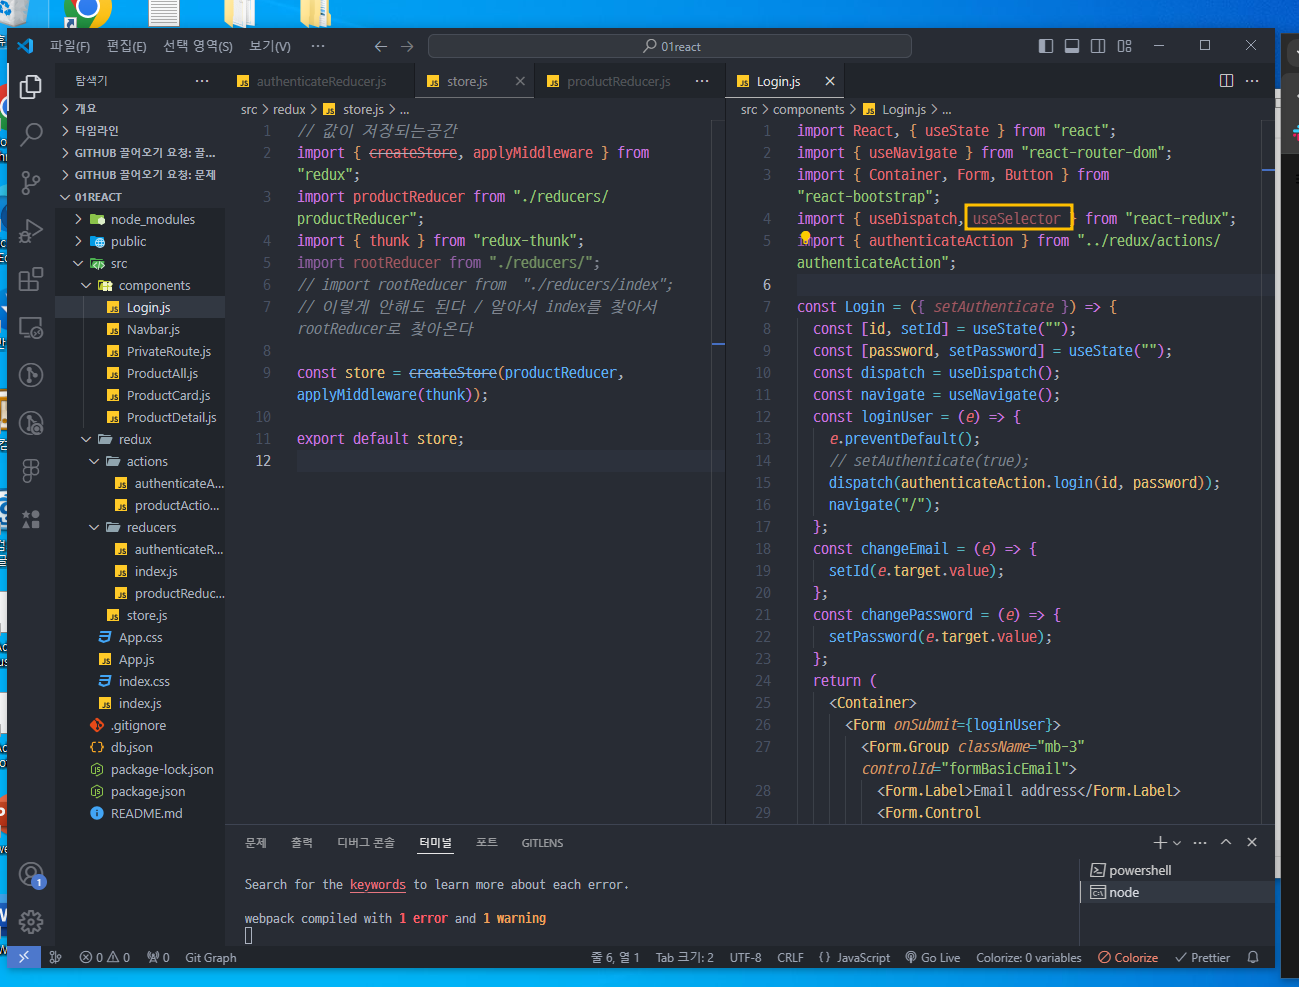 파일(F) 편집(E) 선택 영역(S) 보기(V) ··· 01react
탐색기 ···
개요
타임라인
GITHUB 끌어오기 요청: 끌...
GITHUB 끌어오기 요청: 문제
01REACT
node_modules
public
src
components
Login.js
Navbar.js
PrivateRoute.js
ProductAll.js
ProductCard.js
ProductDetail.js
redux
actions
authenticateA...
productActio...
reducers
authenticateR...
index.js
productReduc...
store.js
App.css
App.js
index.css
index.js
.gitignore
db.json
package-lock.json
package.json
README.md
authenticateReducer.js store.js productReducer.js ···
src > redux > store.js > ...
1 // 값이 저장되는공간
2 import { createStore, applyMiddleware } from
"redux";
3 import productReducer from "./reducers/
productReducer";
4 import { thunk } from "redux-thunk";
5 import rootReducer from "./reducers/";
6 // import rootReducer from  "./reducers/index";
7 // 이렇게 안해도 된다 / 알아서 index를 찾아서
rootReducer로 찾아온다
8
9 const store = createStore(productReducer,
applyMiddleware(thunk));
10
11 export default store;
12
Login.js ···
src > components > Login.js > ...
1 import React, { useState } from "react";
2 import { useNavigate } from "react-router-dom";
3 import { Container, Form, Button } from
"react-bootstrap";
4 import { useDispatch, useSelector } from "react-redux";
5 import { authenticateAction } from "../redux/actions/
authenticateAction";
6
7 const Login = ({ setAuthenticate }) => {
8 const [id, setId] = useState("");
9 const [password, setPassword] = useState("");
10 const dispatch = useDispatch();
11 const navigate = useNavigate();
12 const loginUser = (e) => {
13 e.preventDefault();
14 // setAuthenticate(true);
15 dispatch(authenticateAction.login(id, password));
16 navigate("/");
17 };
18 const changeEmail = (e) => {
19 setId(e.target.value);
20 };
21 const changePassword = (e) => {
22 setPassword(e.target.value);
23 };
24 return (
25 <Container>
26 <Form onSubmit={loginUser}>
27 <Form.Group className="mb-3"
controlId="formBasicEmail">
28 <Form.Label>Email address</Form.Label>
29 <Form.Control
문제 출력 디버그 콘솔 터미널 포트 GITLENS
Search for the keywords to learn more about each error.
webpack compiled with 1 error and 1 warning
powershell
node
1
0 0 0 Git Graph 줄 6, 열 1 Tab 크기: 2 UTF-8 CRLF {} JavaScript Go Live Colorize: 0 variables Colorize Prettier